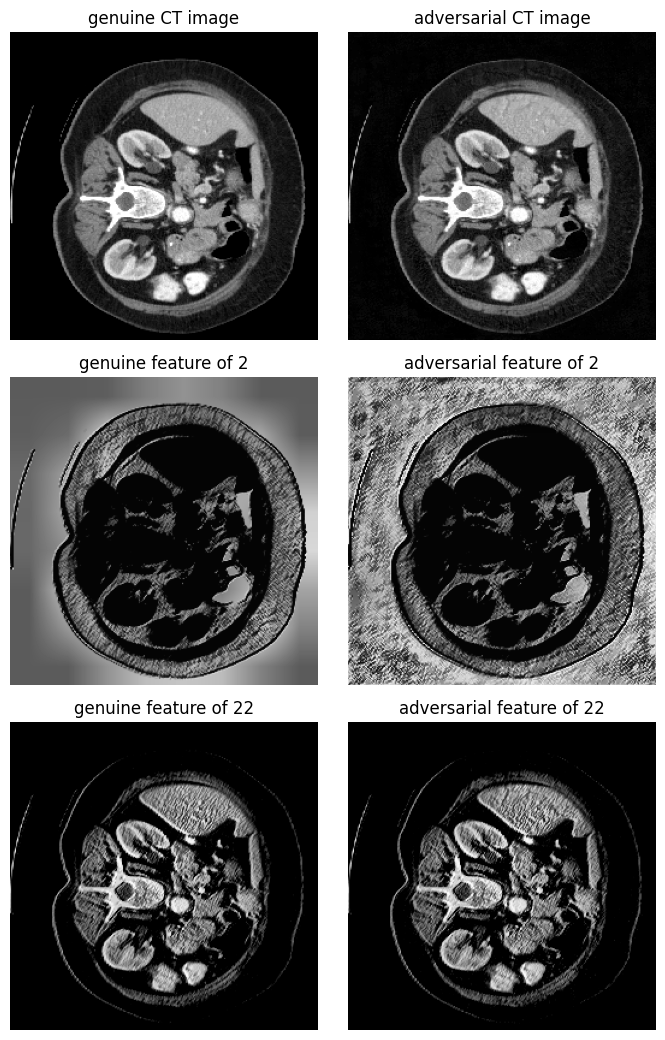 genuine CT image
adversarial CT image
genuine feature of 2
adversarial feature of 2
genuine feature of 22
adversarial feature of 22